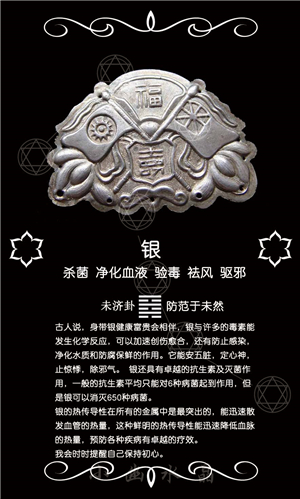 福
喜
银
杀菌 净化血液 验毒 祛风 驱邪
未济卦 防范于未然
古人说，身带银健康富贵会相伴，银与许多的毒素能
发生化学反应，可以加速创伤愈合，还有防止感染，
净化水质和防腐保鲜的作用。它能安五脏，定心神，
止惊悸，除邪气。 银还具有卓越的抗生素及灭菌作
用，一般的抗生素平均只能对6种病菌起到作用，但
是银可以消灭650种病菌。
银的热传导性在所有的金属中是最突出的，能迅速散
发血管的热量，这种鲜明的热传导性能迅速降低血脉
的热量，预防各种疾病有卓越的疗效。
我会时时提醒自己保持初心。